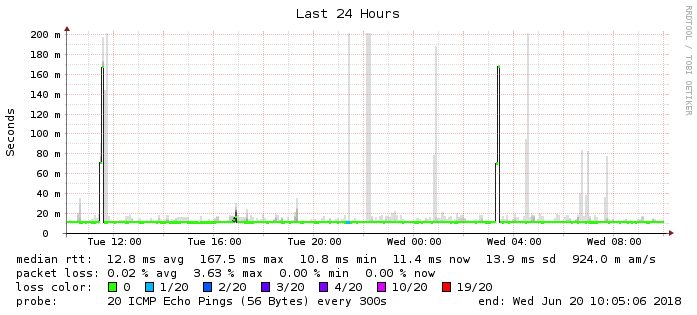 Last 24 Hours
RRDTOOL / TOBI OETIKER
Seconds
200 m
180 m
160 m
140 m
120 m
100 m
80 m
60 m
40 m
20 m
0
Tue 12:00 Tue 16:00 Tue 20:00 Wed 00:00 Wed 04:00 Wed 08:00
median rtt: 12.8 ms avg 167.5 ms max 10.8 ms min 11.4 ms now 13.9 ms sd 924.0 m am/s
packet loss: 0.02 % avg 3.63 % max 0.00 % min 0.00 % now
loss color: 0 1/20 2/20 3/20 4/20 10/20 19/20
probe: 20 ICMP Echo Pings (56 Bytes) every 300s end: Wed Jun 20 10:05:06 2018